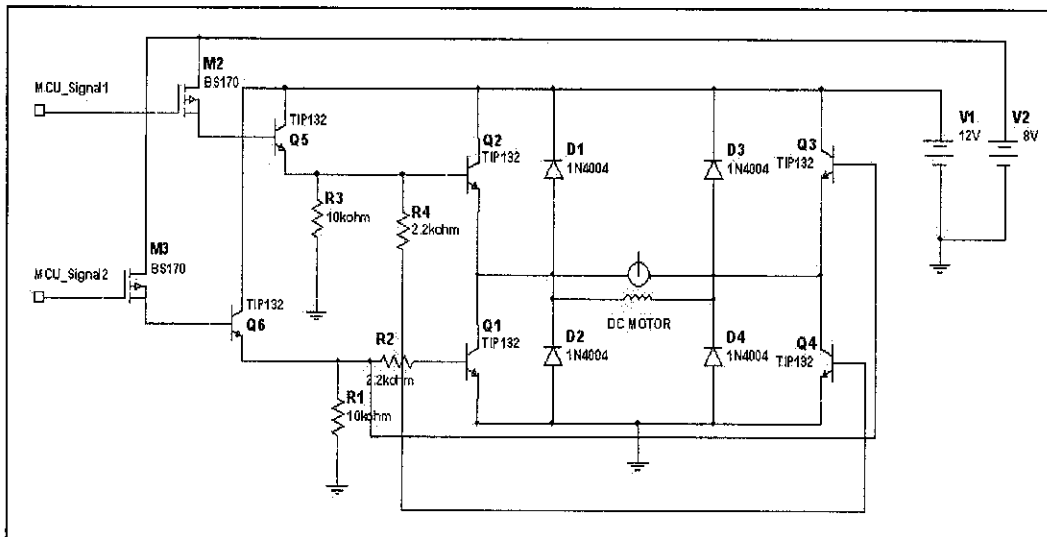 M2
BS170
MCU_Signal1
TIP132
Q5
Q2
TIP132
D1
1N4004
D3
1N4004
Q3
TIP132
V1
12V
V2
8V
R3
10kohm
R4
2.2kohm
M3
BS170
MCU_Signal2
TIP132
Q6
DC MOTOR
R2
2.2kohm
Q1
TIP132
D2
1N4004
D4
1N4004
Q4
TIP132
R1
10kohm